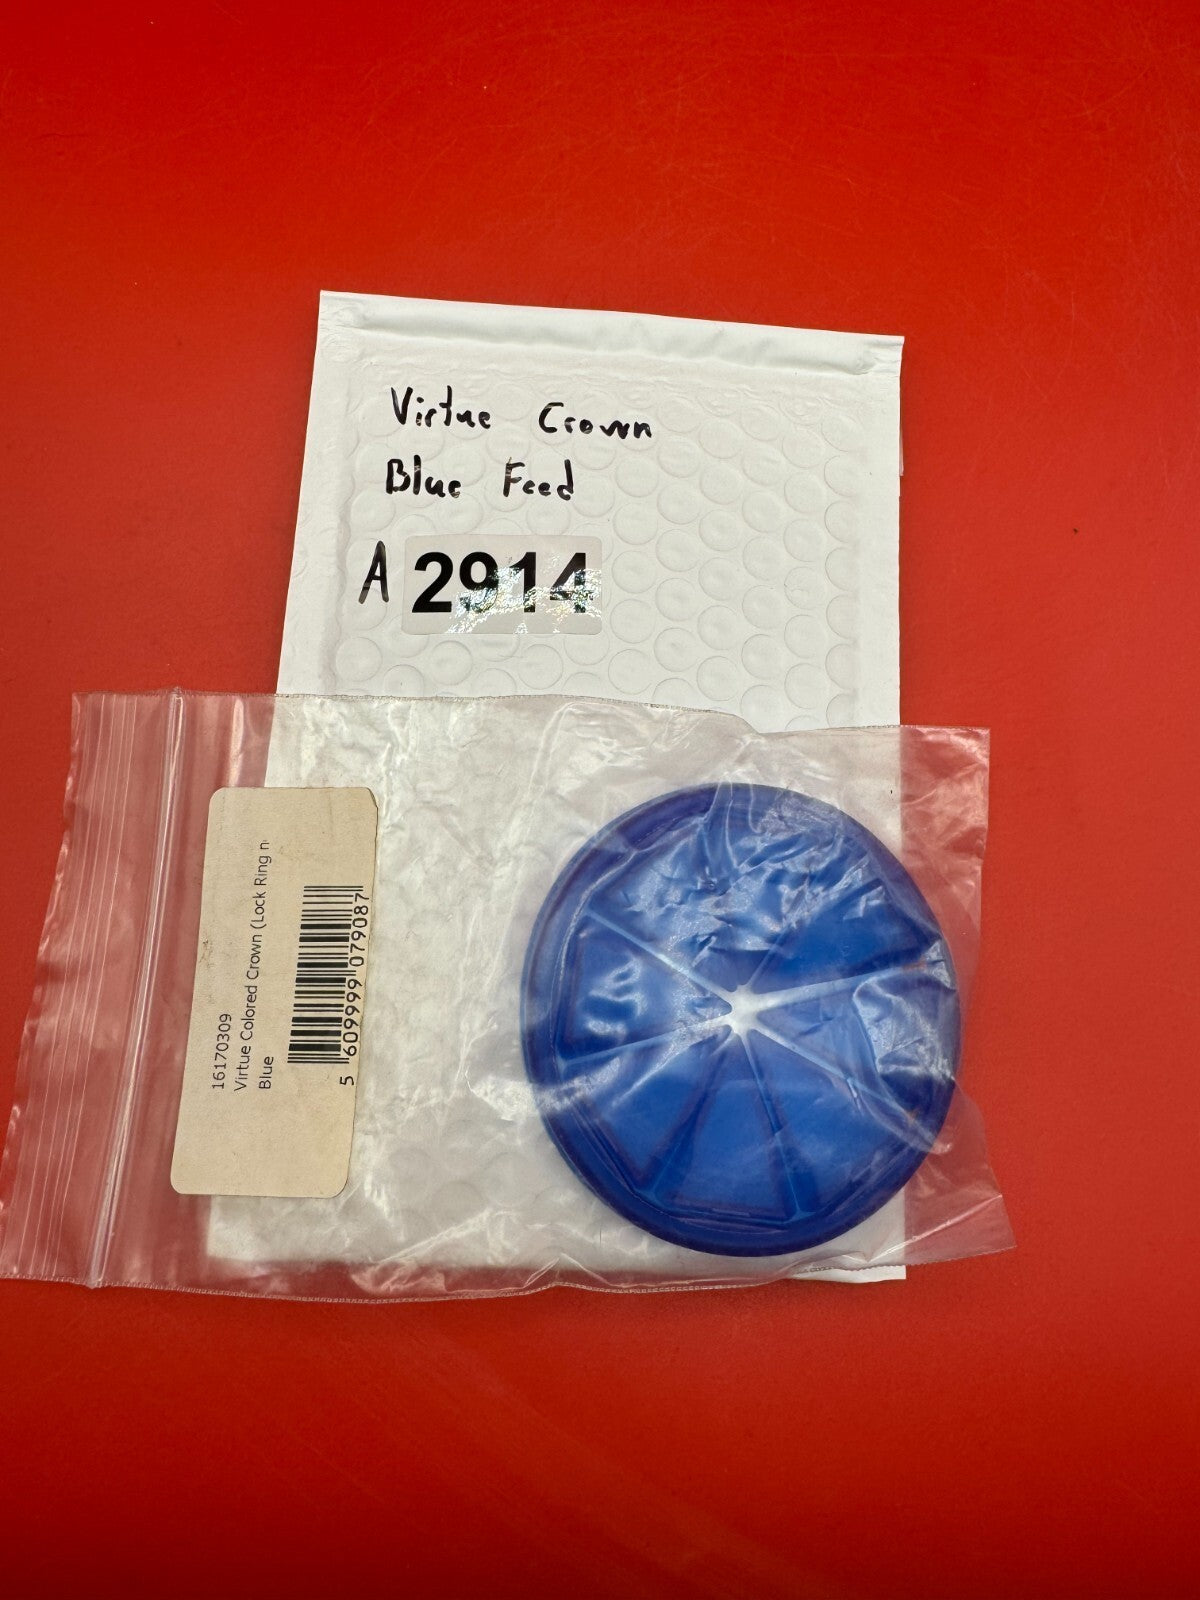 Virtue Crown
Blue Feed
A 2914
16170309
Virtue Colored Crown (Lock Ring n
Blue
5 609999 079087